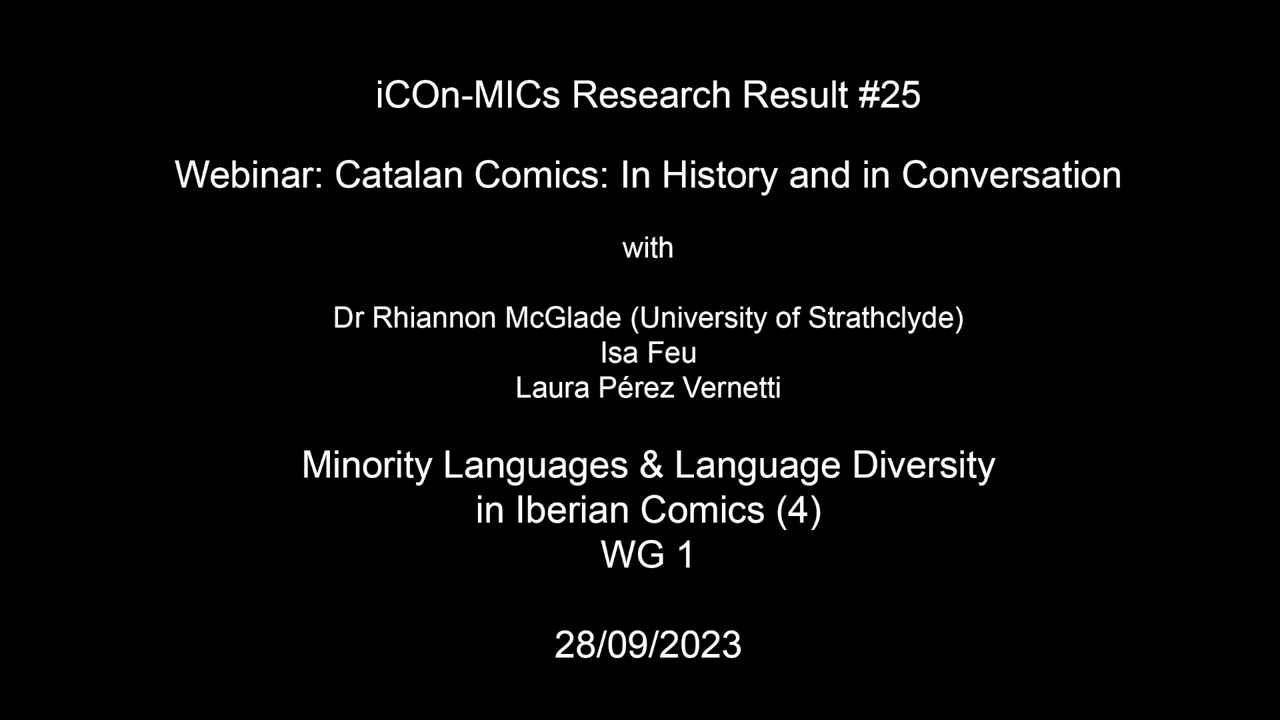 iCOn-MICs Research Result #25
Webinar: Catalan Comics: In History and in Conversation
with
Dr Rhiannon McGlade (University of Strathclyde)
Isa Feu
Laura Pérez Vernetti
Minority Languages & Language Diversity
in Iberian Comics (4)
WG 1
28/09/2023